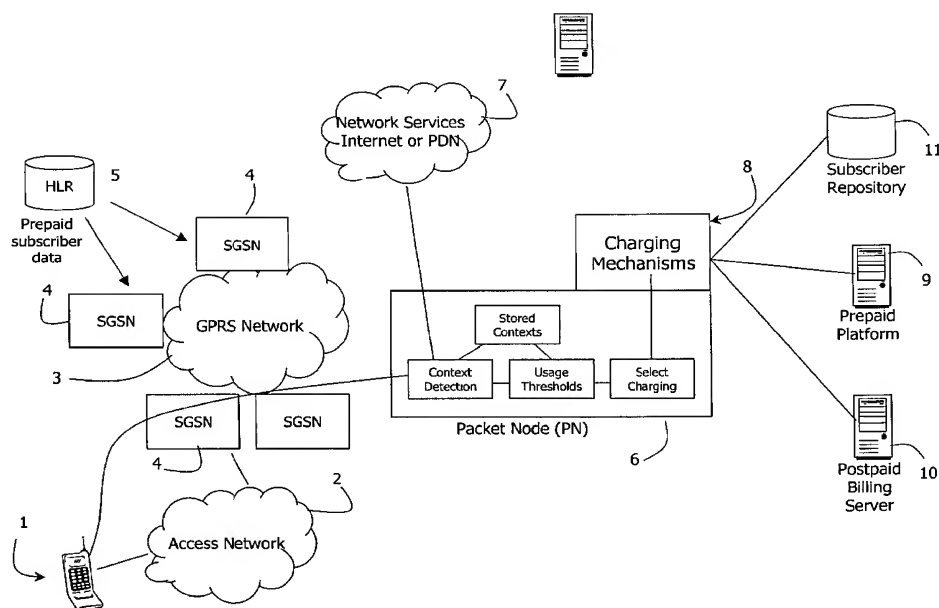 7
Network Services
Internet or PDN
11
Subscriber
Repository
HLR
5
Prepaid
subscriber
data
4
SGSN
8
Charging
Mechanisms
9
Prepaid
Platform
4
SGSN
GPRS Network
3
Stored
Contexts
Context
Detection
Usage
Thresholds
Select
Charging
Packet Node (PN)
6
SGSN
SGSN
4
10
Postpaid
Billing
Server
2
Access Network
1